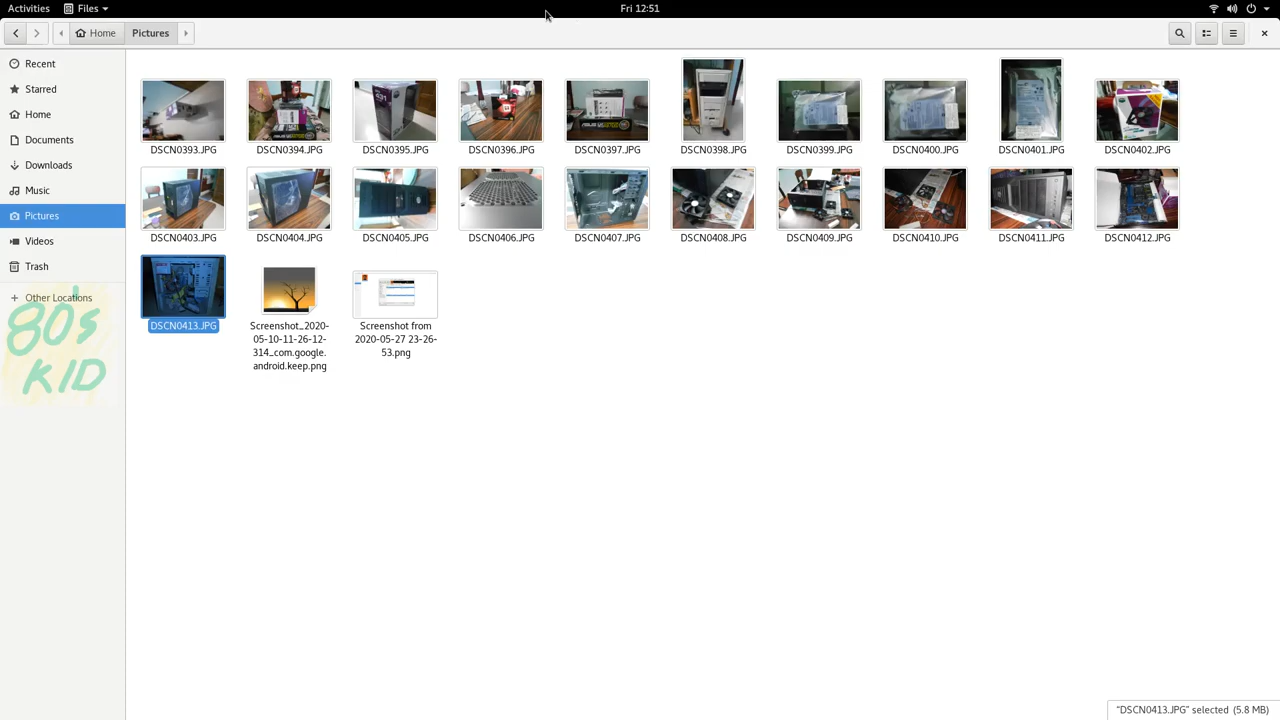 Activities Files Fri 12:51
Home Pictures
Recent
Starred
Home
Documents
Downloads
Music
Pictures
Videos
Trash
Other Locations
00s
KID
DSCN0393.JPG DSCN0394.JPG DSCN0395.JPG DSCN0396.JPG DSCN0397.JPG DSCN0398.JPG DSCN0399.JPG DSCN0400.JPG DSCN0401.JPG DSCN0402.JPG
DSCN0403.JPG DSCN0404.JPG DSCN0405.JPG DSCN0406.JPG DSCN0407.JPG DSCN0408.JPG DSCN0409.JPG DSCN0410.JPG DSCN0411.JPG DSCN0412.JPG
DSCN0413.JPG
Screenshot_2020-
05-10-11-26-12-
314_com.google.
android.keep.png
Screenshot from
2020-05-27 23-26-
53.png
"DSCN0413.JPG" selected (5.8 MB)